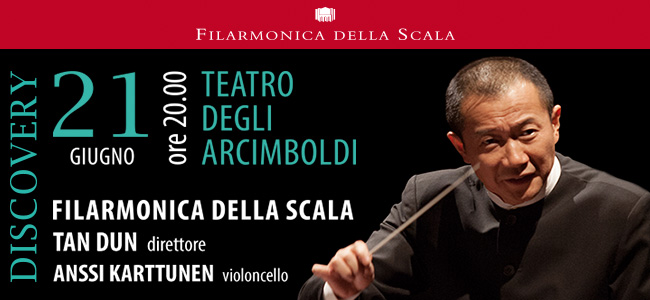 FILARMONICA DELLA SCALA
DISCOVERY
21
GIUGNO
ore 20.00
TEATRO
DEGLI
ARCIMBOLDI
FILARMONICA DELLA SCALA
TAN DUN direttore
ANSSI KARTTUNEN violoncello